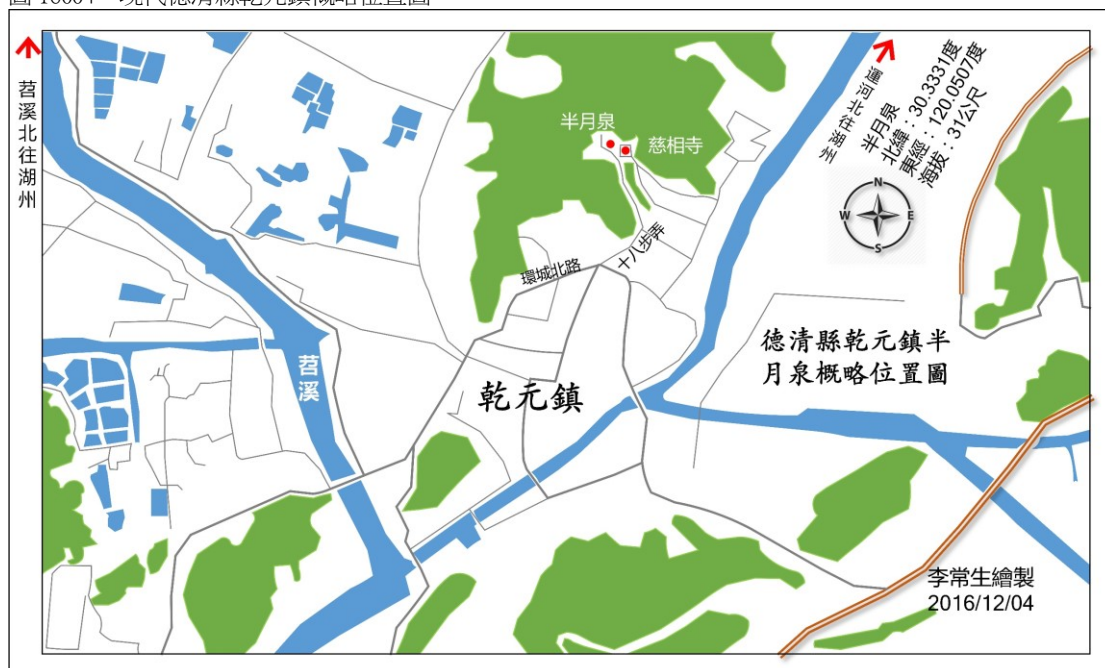 苕溪北往湖州
半月泉
慈相寺
運河北往湖州
半月泉
北緯：30.3331度
東經：120.0507度
海拔：31公尺
N
W
E
S
十八步弄
環城北路
德清縣乾元鎮半
月泉概略位置圖
苕溪
乾元鎮
李常生繪製
2016/12/04